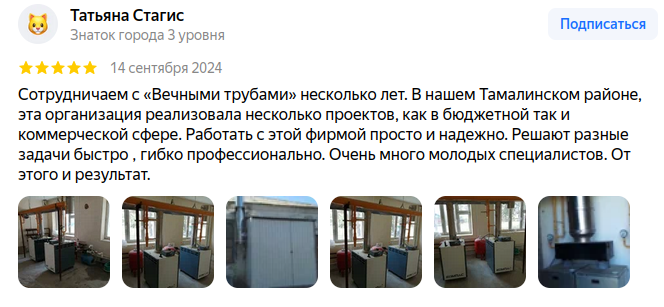 Татьяна Стагис
Знаток города 3 уровня
Подписаться
14 сентября 2024
Сотрудничаем с «Вечными трубами» несколько лет. В нашем Тамалинском районе,
эта организация реализовала несколько проектов, как в бюджетной так и
коммерческой сфере. Работать с этой фирмой просто и надежно. Решают разные
задачи быстро , гибко профессионально. Очень много молодых специалистов. От
этого и результат.